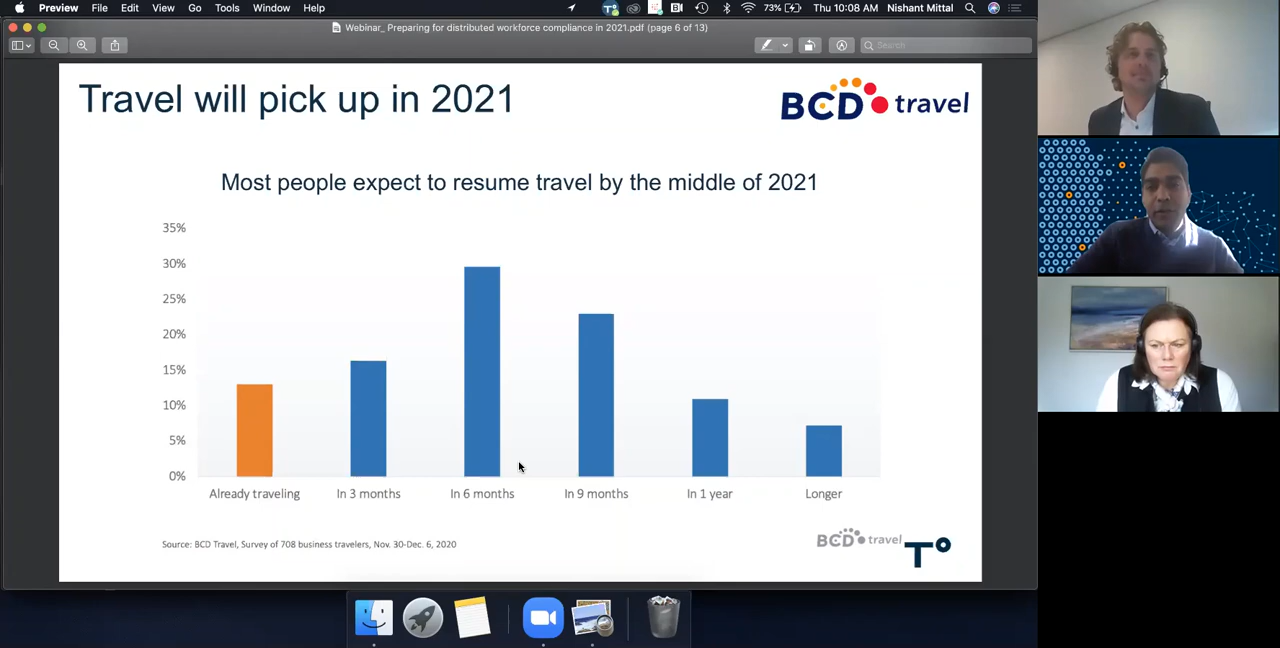 Preview File Edit View Go Tools Window Help 73% Thu 10:08 AM Nishant Mittal
Webinar_ Preparing for distributed workforce compliance in 2021.pdf (page 6 of 13)
Search
Travel will pick up in 2021
BCD travel
Most people expect to resume travel by the middle of 2021
35%
30%
25%
20%
15%
10%
5%
0%
Already traveling In 3 months In 6 months In 9 months In 1 year Longer
Source: BCD Travel, Survey of 708 business travelers, Nov. 30-Dec. 6, 2020
BCD travel T°